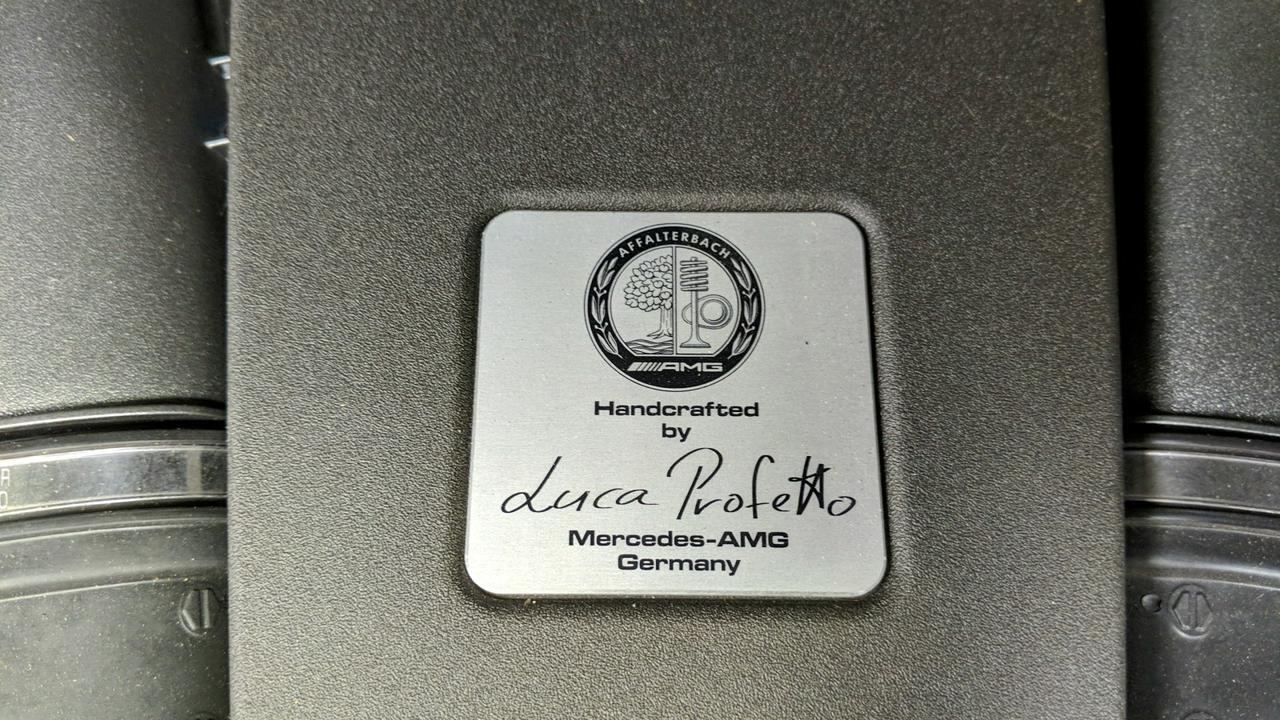 AFFALTERBACH
AMG
Handcrafted
by
Luca Profetto
Mercedes-AMG
Germany